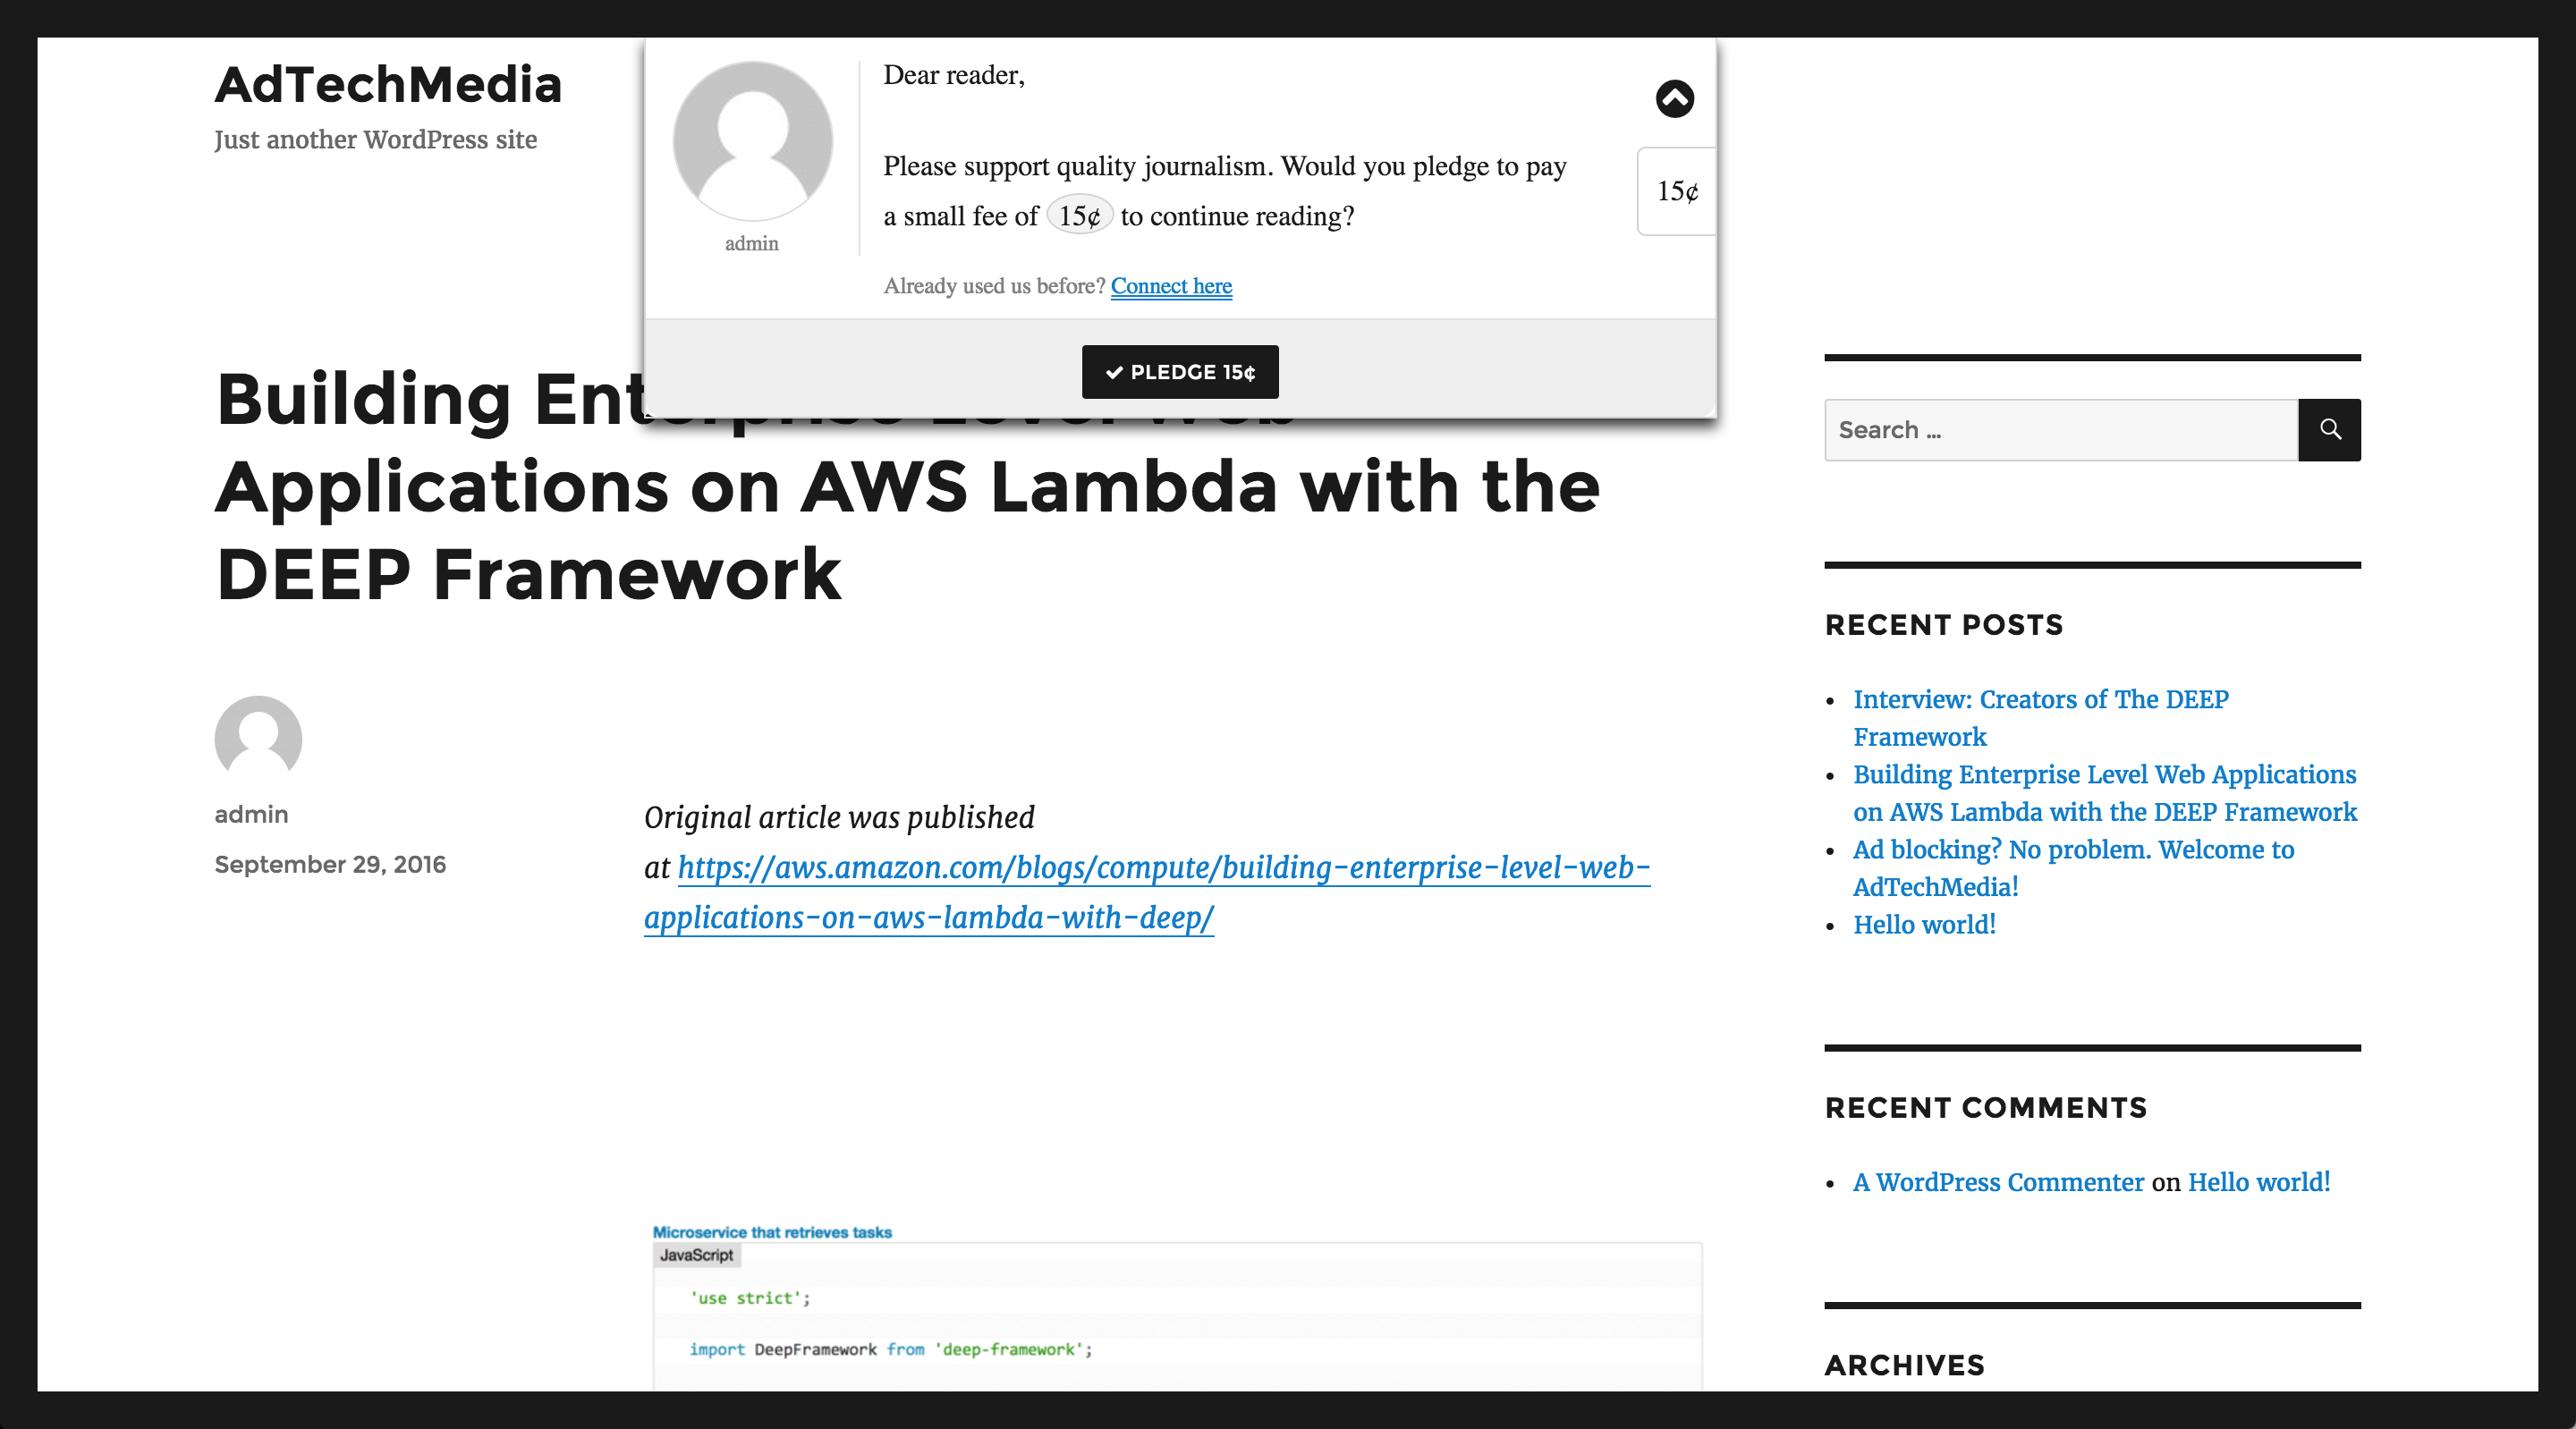 AdTechMedia
Just another WordPress site
admin
Dear reader,
Please support quality journalism. Would you pledge to pay
a small fee of 15¢ to continue reading?
Already used us before? Connect here
15¢
PLEDGE 15¢
Building Enterprise Level Web
Applications on AWS Lambda with the
DEEP Framework
admin
September 29, 2016
Original article was published
at https://aws.amazon.com/blogs/compute/building-enterprise-level-web-
applications-on-aws-lambda-with-deep/
Microservice that retrieves tasks
JavaScript
'use strict';
import DeepFramework from 'deep-framework';
Search …
RECENT POSTS
• Interview: Creators of The DEEP
Framework
• Building Enterprise Level Web Applications
on AWS Lambda with the DEEP Framework
• Ad blocking? No problem. Welcome to
AdTechMedia!
• Hello world!
RECENT COMMENTS
• A WordPress Commenter on Hello world!
ARCHIVES